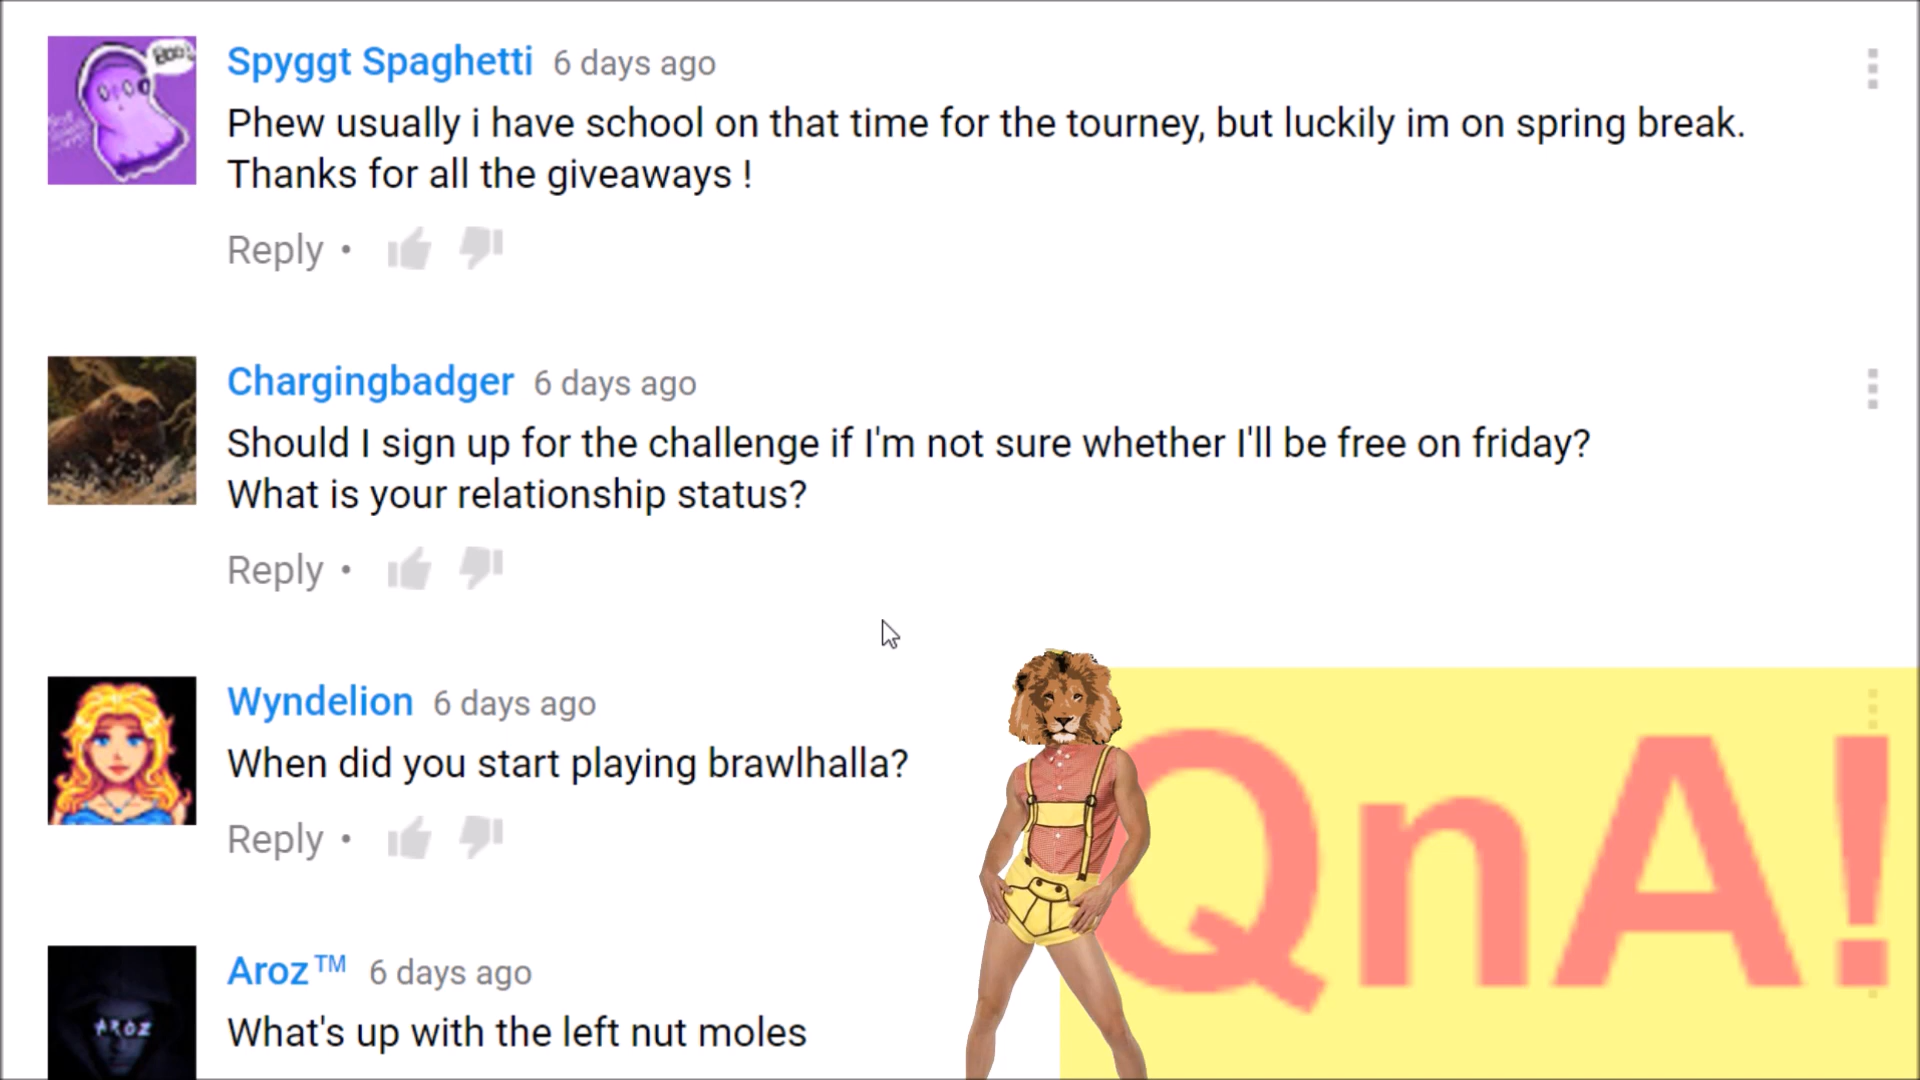 BOO!
Spyggt Spaghetti 6 days ago
Phew usually i have school on that time for the tourney, but luckily im on spring break.
Thanks for all the giveaways !
Reply •
Chargingbadger 6 days ago
Should I sign up for the challenge if I'm not sure whether I'll be free on friday?
What is your relationship status?
Reply •
Wyndelion 6 days ago
When did you start playing brawlhalla?
Reply •
QnA!
Aroz™ 6 days ago
AROZ
What's up with the left nut moles